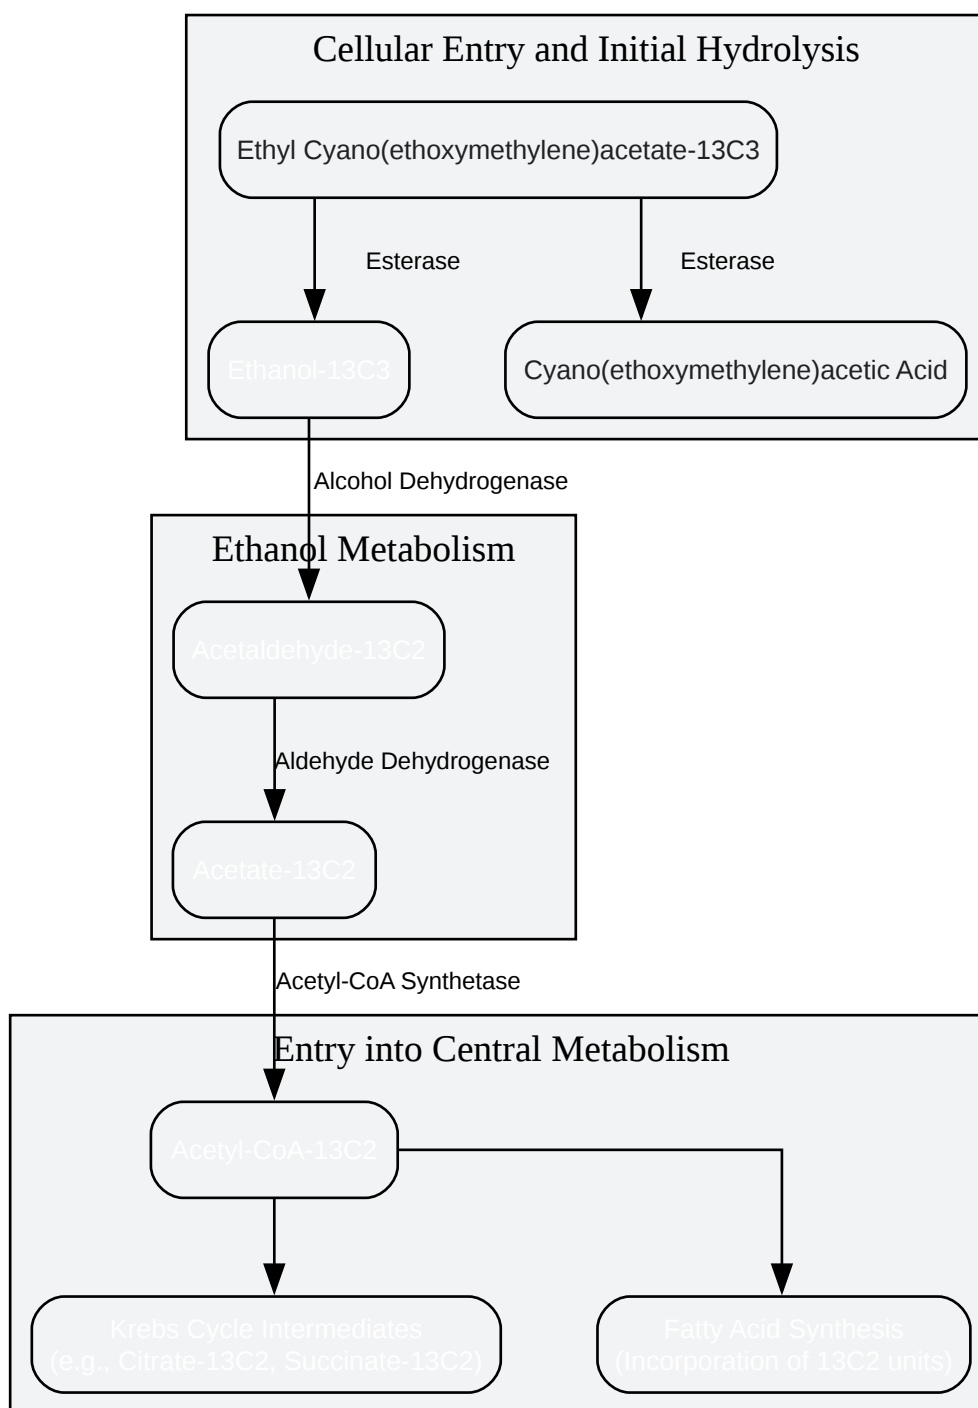 Cellular Entry and Initial Hydrolysis
Ethyl Cyano(ethoxymethylene)acetate-13C3
Esterase
Esterase
Ethanol-13C3
Cyano(ethoxymethylene)acetic Acid
Alcohol Dehydrogenase
Ethanol Metabolism
Acetaldehyde-13C2
Aldehyde Dehydrogenase
Acetate-13C2
Acetyl-CoA Synthetase
Entry into Central Metabolism
Acetyl-CoA-13C2
Krebs Cycle Intermediates
(e.g., Citrate-13C2, Succinate-13C2)
Fatty Acid Synthesis
(Incorporation of 13C2 units)